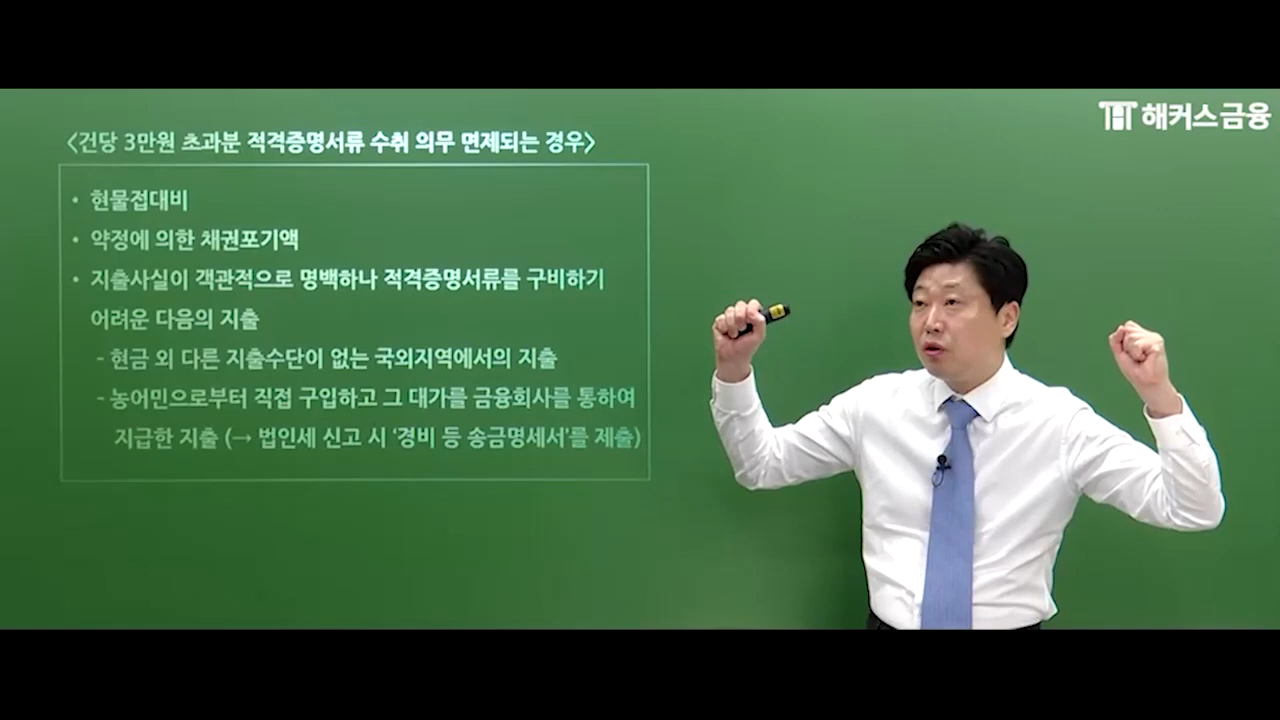 해커스금융
<건당 3만원 초과분 적격증명서류 수취 의무 면제되는 경우>
• 현물접대비
• 약정에 의한 채권포기액
• 지출사실이 객관적으로 명백하나 적격증명서류를 구비하기
어려운 다음의 지출
- 현금 외 다른 지출수단이 없는 국외지역에서의 지출
- 농어민으로부터 직접 구입하고 그 대가를 금융회사를 통하여
지급한 지출 (→ 법인세 신고 시 ‘경비 등 송금명세서’를 제출)